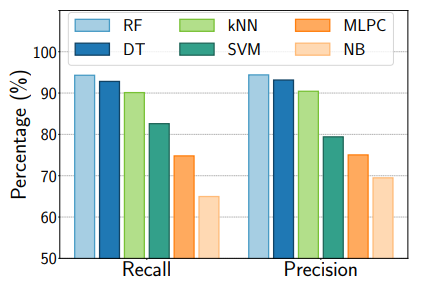 RF kNN MLPC
DT SVM NB
Percentage (%)
100
90
80
70
60
50
Recall Precision